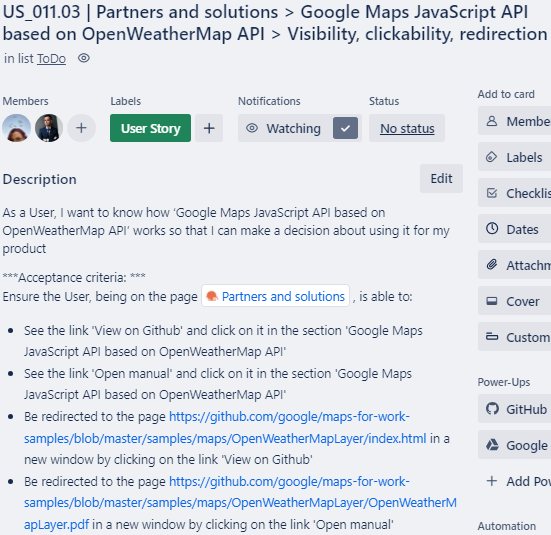 US_011.03 | Partners and solutions > Google Maps JavaScript API
based on OpenWeatherMap API > Visibility, clickability, redirection
in list ToDo
Members
Labels
Notifications
Status
User Story
Watching
No status
Description
Edit
As a User, I want to know how 'Google Maps JavaScript API based on
OpenWeatherMap API' works so that I can make a decision about using it for my
product
***Acceptance criteria: ***
Ensure the User, being on the page Partners and solutions , is able to:
• See the link 'View on Github' and click on it in the section 'Google Maps
JavaScript API based on OpenWeatherMap API'
• See the link 'Open manual' and click on it in the section 'Google Maps
JavaScript API based on OpenWeatherMap API'
• Be redirected to the page https://github.com/google/maps-for-work-
samples/blob/master/samples/maps/OpenWeatherMapLayer/index.html in a
new window by clicking on the link 'View on Github'
• Be redirected to the page https://github.com/google/maps-for-work-
samples/blob/master/samples/maps/OpenWeatherMapLayer/OpenWeatherM
apLayer.pdf in a new window by clicking on the link 'Open manual'
Add to card
Membe
Labels
Checklis
Dates
Attachm
Cover
Custom
Power-Ups
GitHub
Google
+ Add Pow
Automation